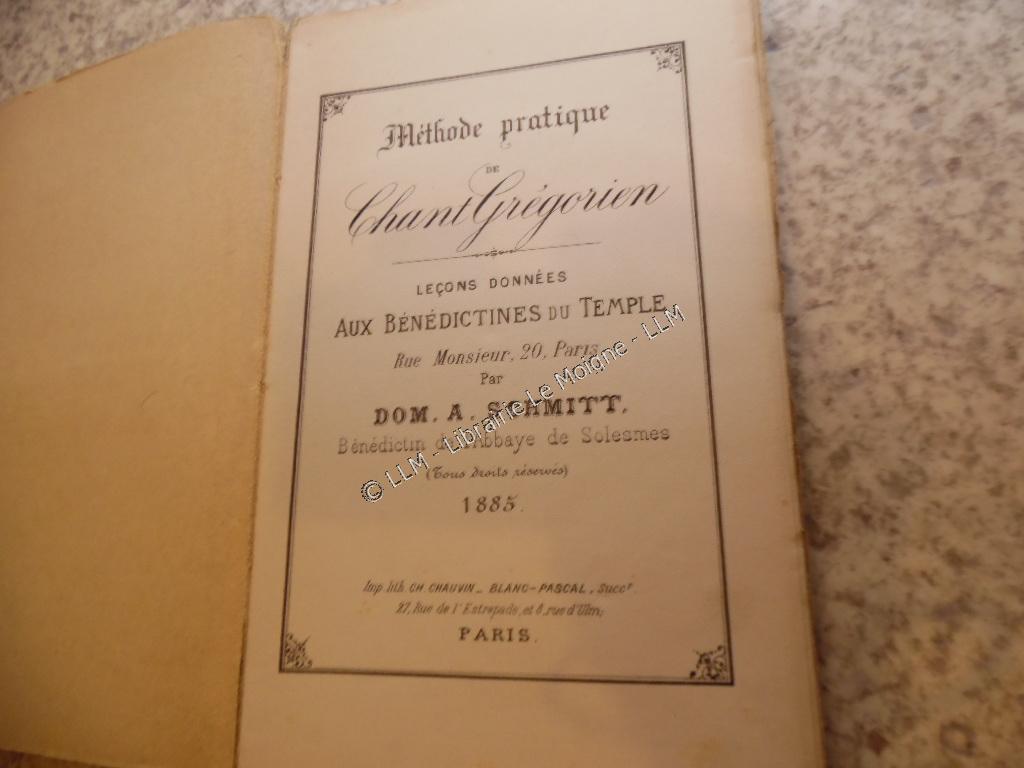 Méthode pratique
DE
Chant Grégorien
LEÇONS DONNÉES
AUX BÉNÉDICTINES DU TEMPLE
Rue Monsieur, 20, Paris
Par
DOM. A. SCHMITT.
Bénédictin de l'Abbaye de Solesmes
(Tous droits réservés)
1885.
Imp. lith. CH. CHAUVIN _ BLANC-PASCAL, Succr.
27, Rue de l'Estrapade, et 8, rue d'Ulm;
PARIS.
© LLM - Librairie Le Moigne - LLM